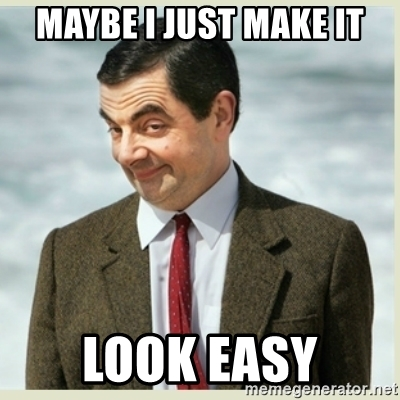 MAYBE I JUST MAKE IT
LOOK EASY
memegenerator.net